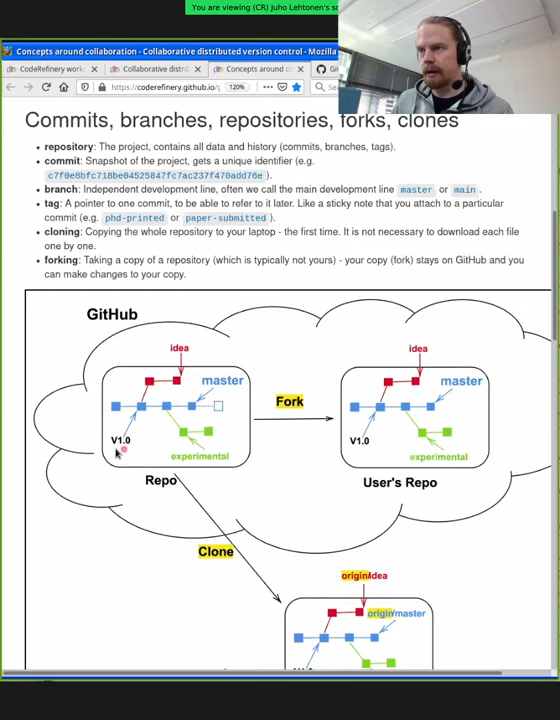 You are viewing (CR) Juho Lehtonen's
Concepts around collaboration - Collaborative distributed version control - Mozilla
CodeRefinery work
Collaborative distri
Concepts around co
https://coderefinery.github.io/
120%
Commits, branches, repositories, forks, clones
repository: The project, contains all data and history (commits, branches, tags).
commit: Snapshot of the project, gets a unique identifier (e.g.
c7f0e8bfc718be04525847fc7ac237f470add76e ).
branch: Independent development line, often we call the main development line master or main .
tag: A pointer to one commit, to be able to refer to it later. Like a sticky note that you attach to a particular
commit (e.g. phd-printed or paper-submitted ).
cloning: Copying the whole repository to your laptop - the first time. It is not necessary to download each file
one by one.
forking: Taking a copy of a repository (which is typically not yours) - your copy (fork) stays on GitHub and you
can make changes to your copy.
GitHub
idea
idea
master
master
Fork
V1.0
V1.0
experimental
experimental
Repo
User's Repo
Clone
origin/idea
origin/master